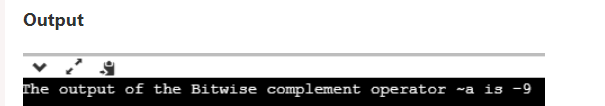 Output
The output of the Bitwise complement operator ~a is -9